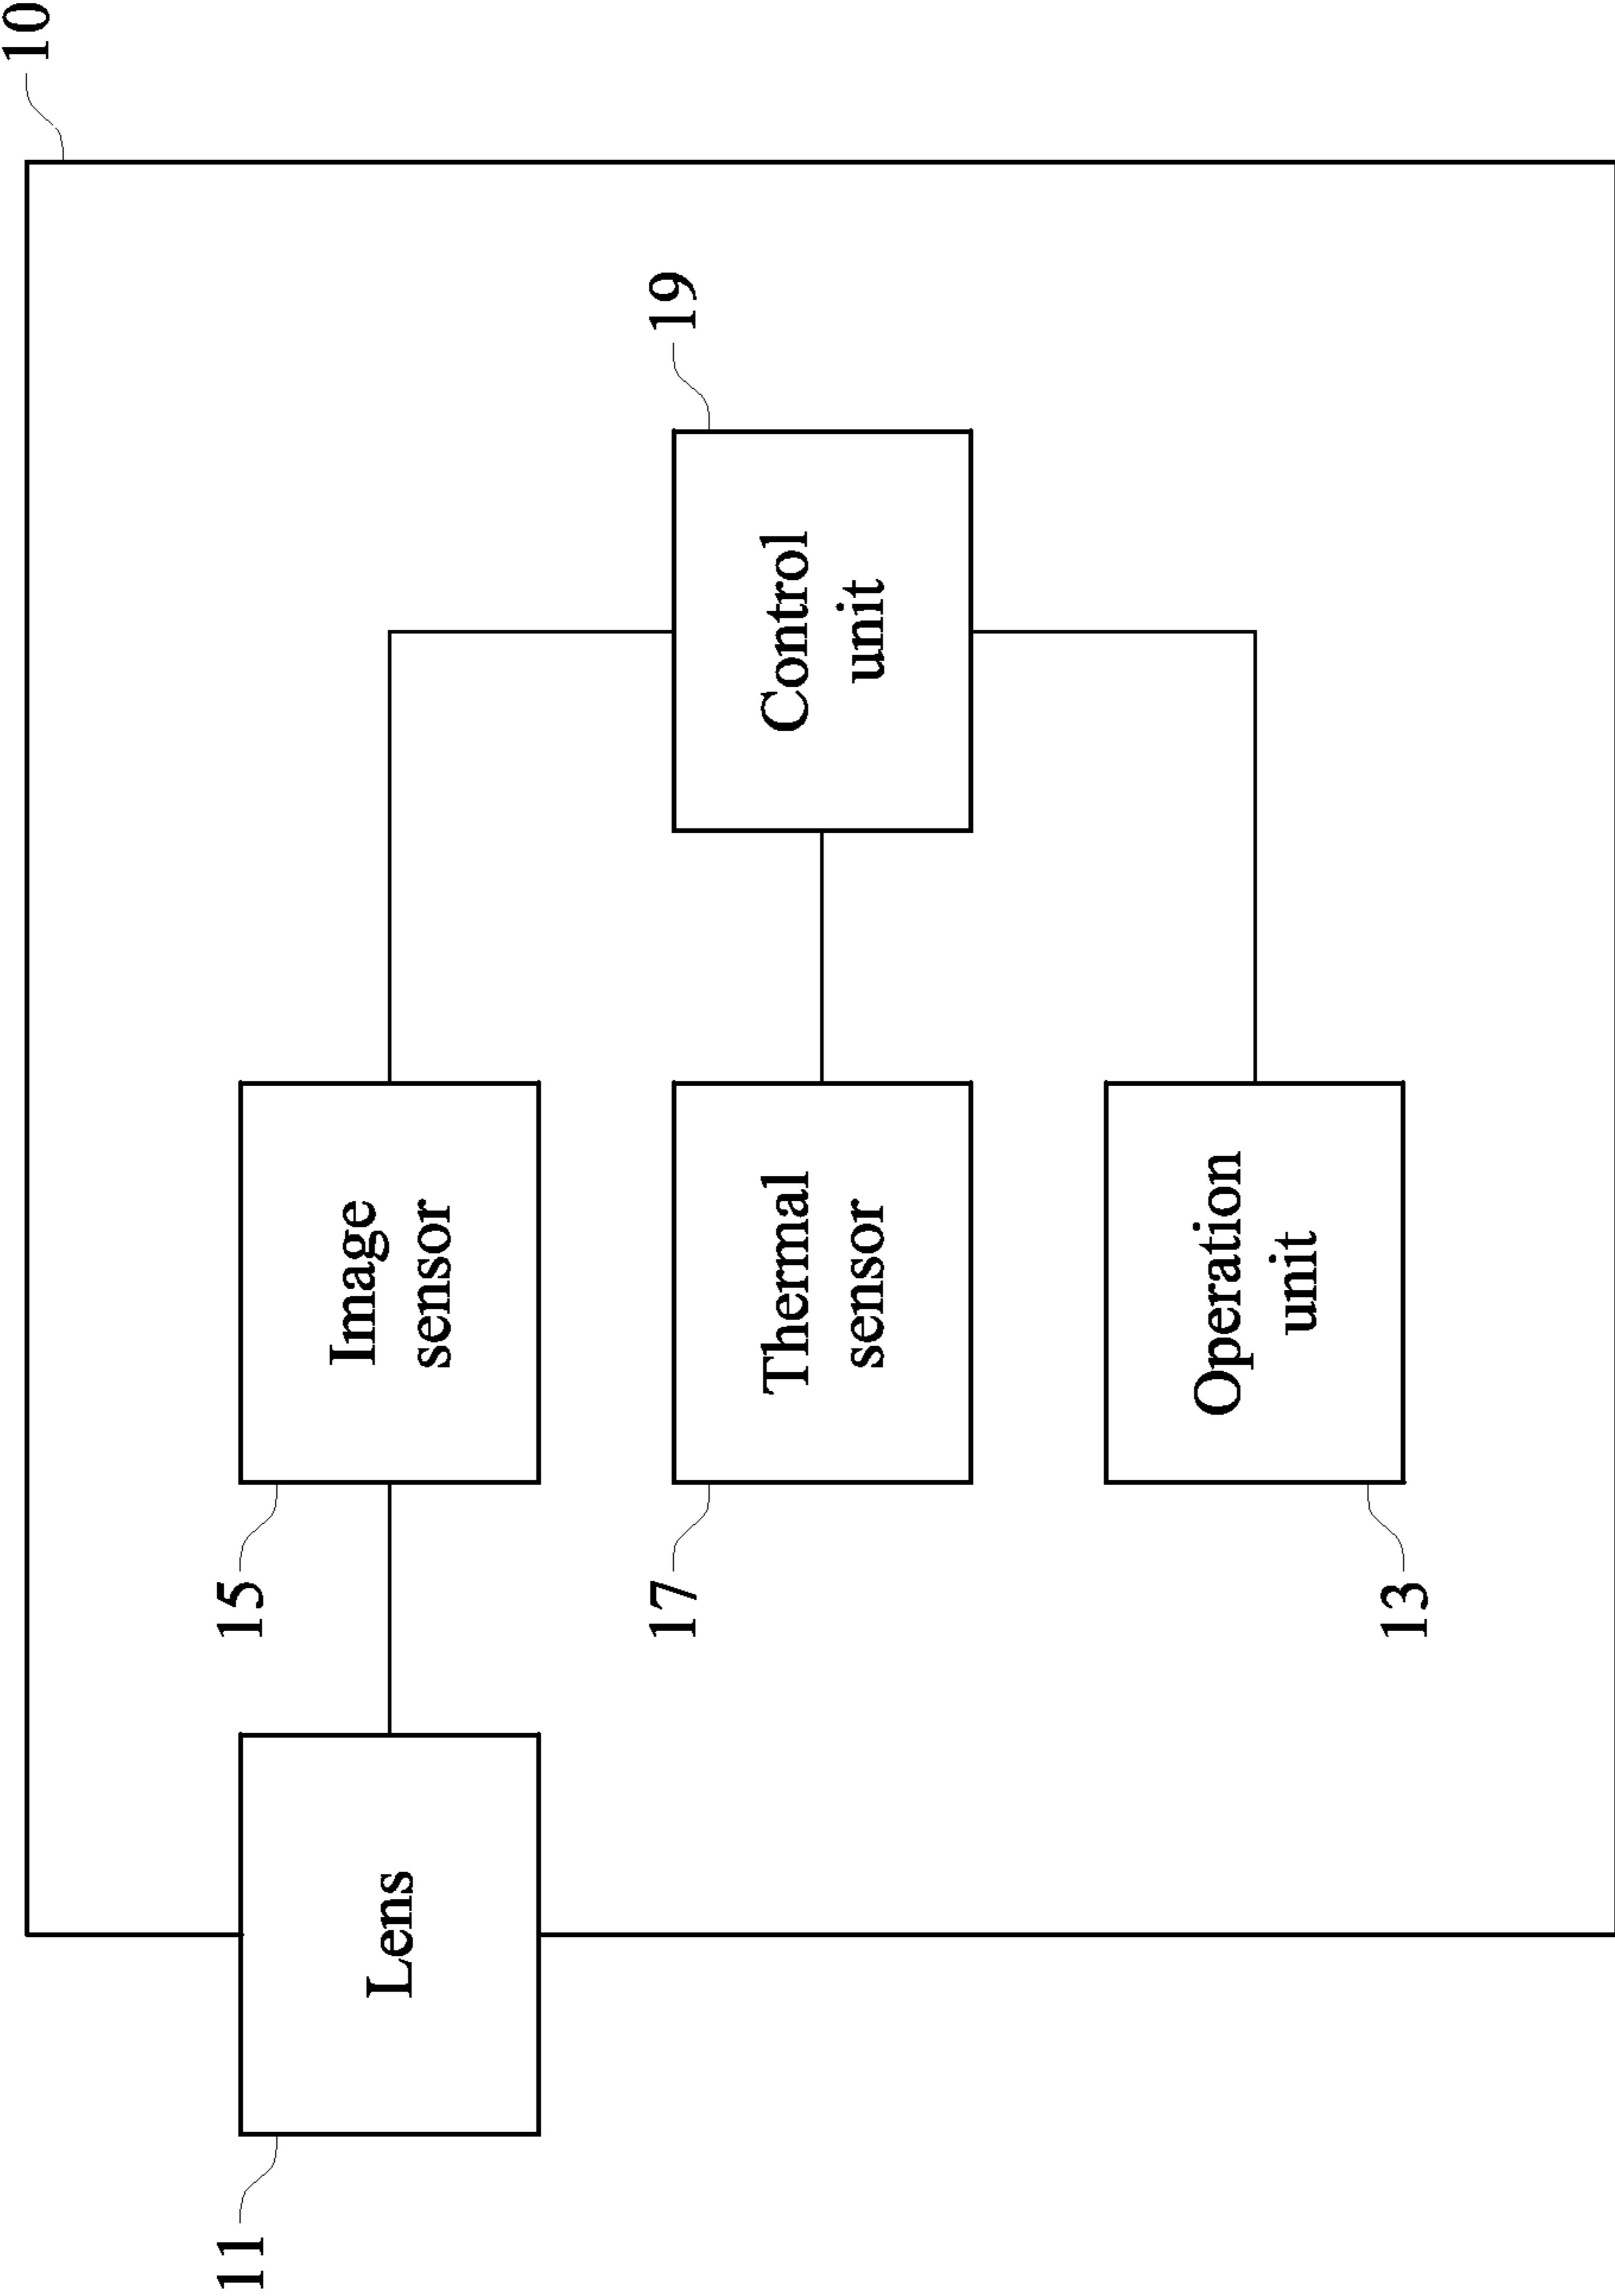 10
19
Control
unit
Image
sensor
Thermal
sensor
Operation
unit
15
17
13
Lens
11